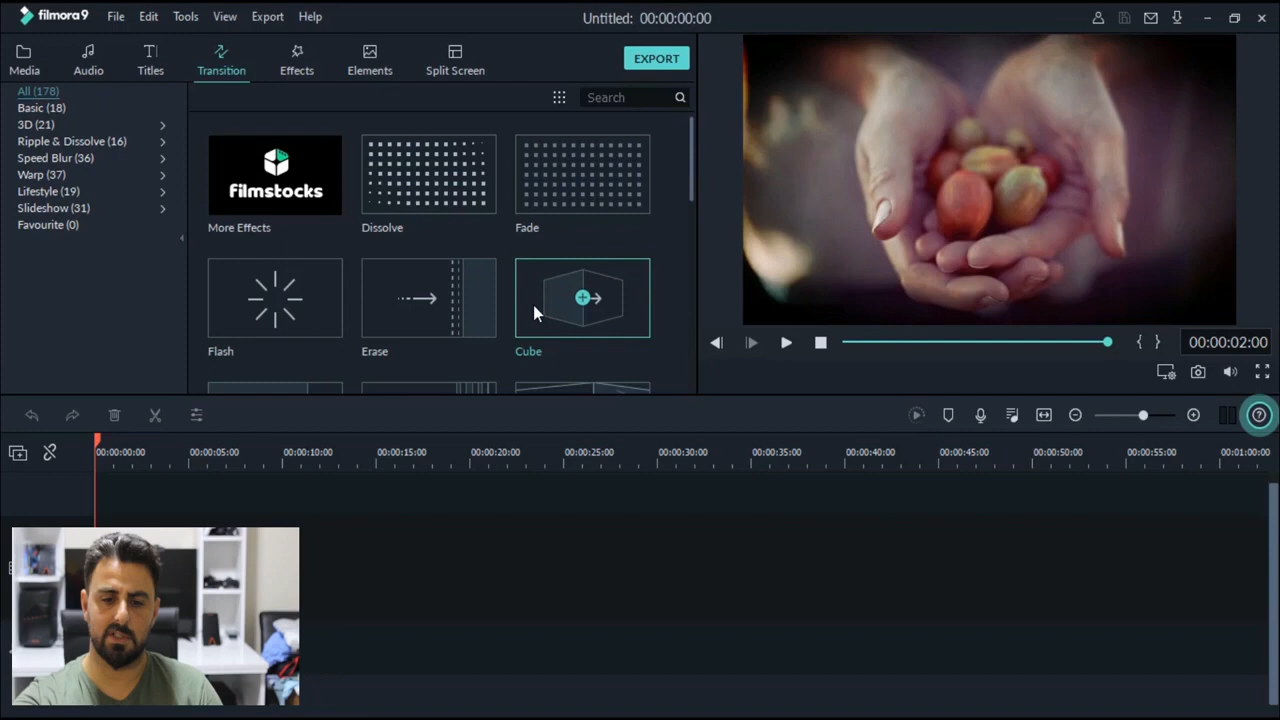 filmora9 File Edit Tools View Export Help Untitled: 00:00:00:00
Media Audio Titles Transition Effects Elements Split Screen EXPORT
All (178)
Basic (18)
3D (21)
Ripple & Dissolve (16)
Speed Blur (36)
Warp (37)
Lifestyle (19)
Slideshow (31)
Favourite (0)
Search
filmstocks
More Effects Dissolve Fade
Flash Erase Cube
{ } 00:00:02:00
00:00:00:00 00:00:05:00 00:00:10:00 00:00:15:00 00:00:20:00 00:00:25:00 00:00:30:00 00:00:35:00 00:00:40:00 00:00:45:00 00:00:50:00 00:00:55:00 00:01:00:00